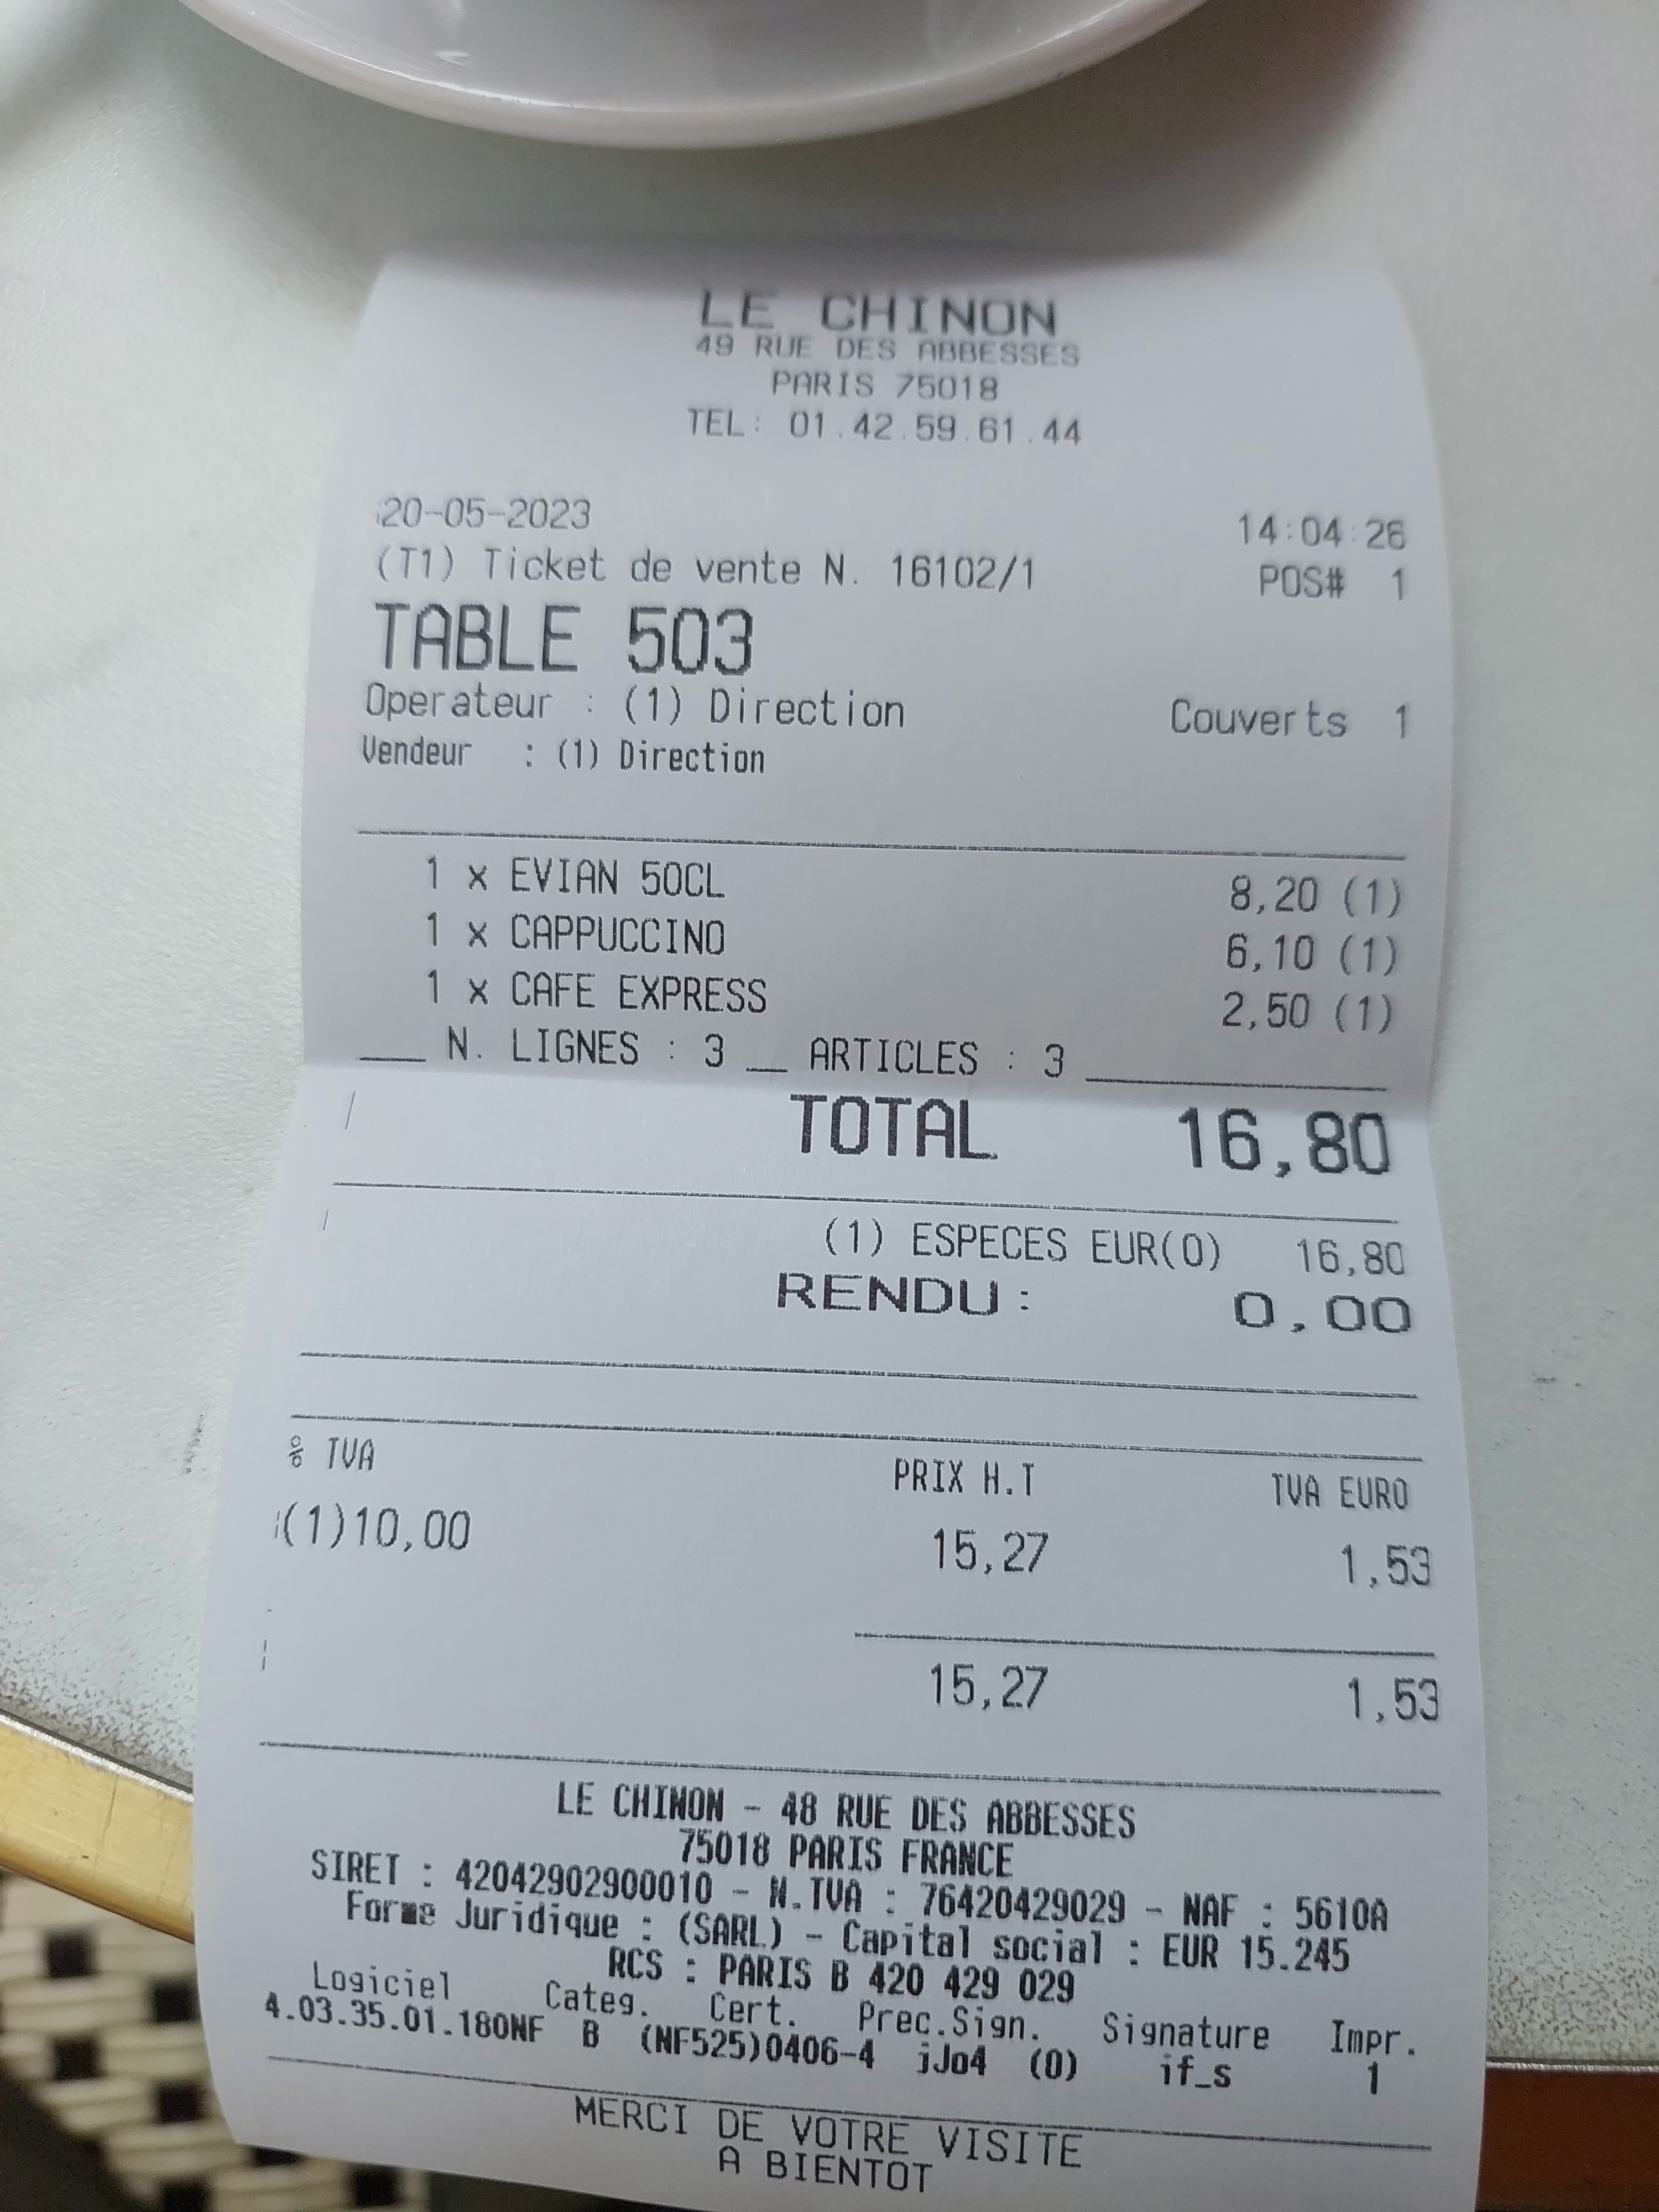 LE CHINON
49 RUE DES ABBESSES
PARIS 75018
TEL: 01.42.59.61.44
20-05-2023 14:04:26
(T1) Ticket de vente N. 16102/1 POS# 1
TABLE 503
Operateur : (1) Direction Couverts 1
Vendeur : (1) Direction
1 x EVIAN 50CL 8,20 (1)
1 x CAPPUCCINO 6,10 (1)
1 x CAFE EXPRESS 2,50 (1)
N. LIGNES : 3 ARTICLES : 3
TOTAL 16,80
(1) ESPECES EUR(0) 16,80
RENDU: 0,00
% TVA PRIX H.T TVA EURO
(1)10,00 15,27 1,53
15,27 1,53
LE CHINON - 48 RUE DES ABBESSES
75018 PARIS FRANCE
SIRET : 42042902900010 - N.TVA : 76420429029 - NAF : 5610A
Forme Juridique : (SARL) - Capital social : EUR 15.245
RCS : PARIS B 420 429 029
Logiciel Categ. Cert. Prec.Sign. Signature Impr.
4.03.35.01.180NF B (NF525)0406-4 jJo4 (0) if_s 1
MERCI DE VOTRE VISITE
A BIENTOT